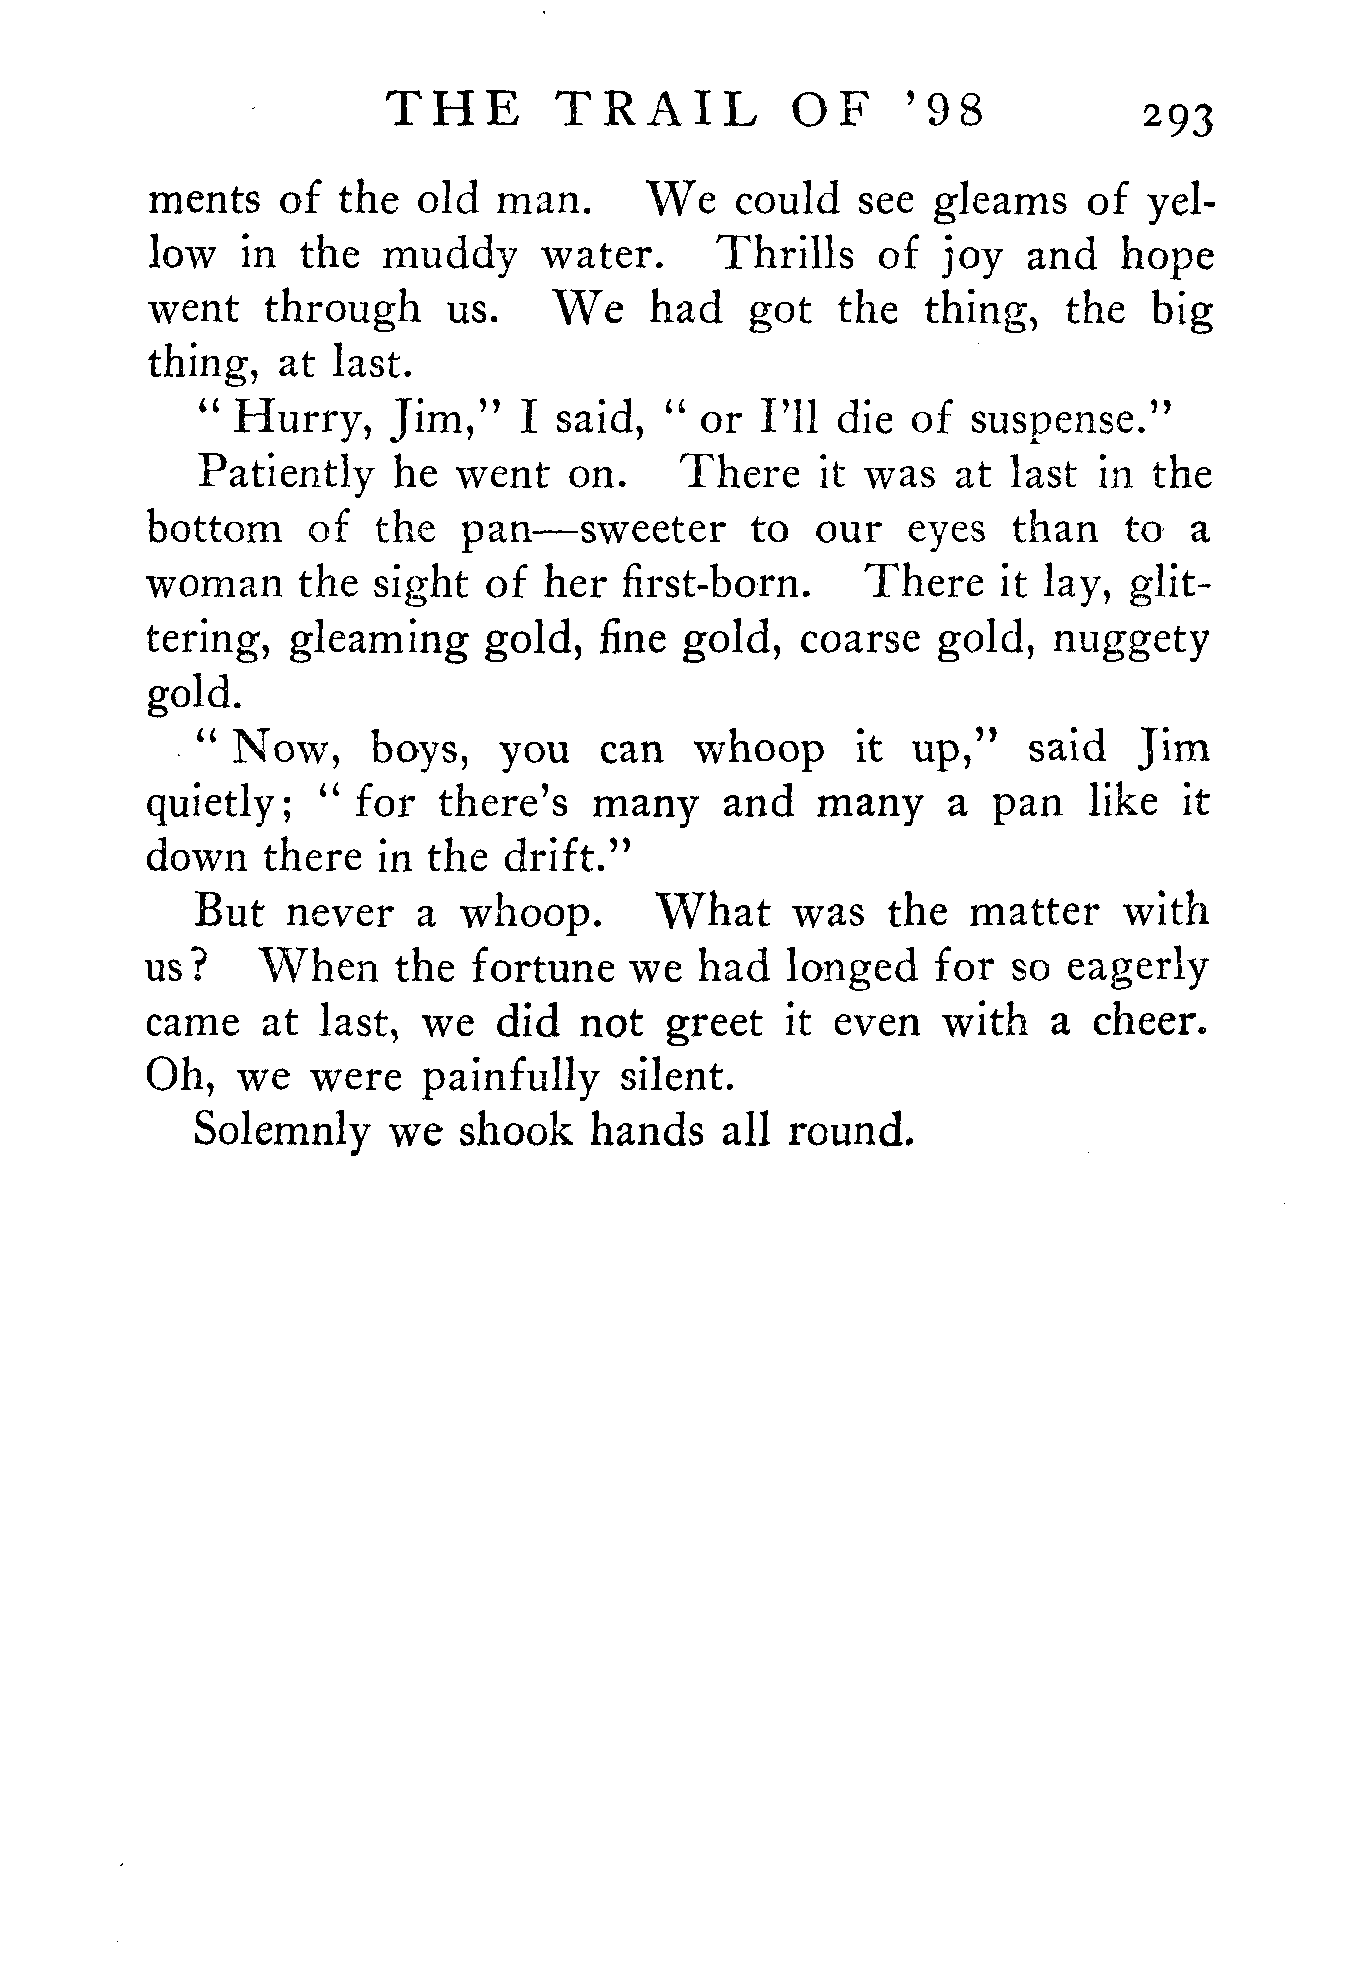 THE TRAIL OF '98 293
ments of the old man. We could see gleams of yel-
low in the muddy water. Thrills of joy and hope
went through us. We had got the thing, the big
thing, at last.
" Hurry, Jim," I said, " or I'll die of suspense."
Patiently he went on. There it was at last in the
bottom of the pan—sweeter to our eyes than to a
woman the sight of her first-born. There it lay, glit-
tering, gleaming gold, fine gold, coarse gold, nuggety
gold.
" Now, boys, you can whoop it up," said Jim
quietly; " for there's many and many a pan like it
down there in the drift."
But never a whoop. What was the matter with
us? When the fortune we had longed for so eagerly
came at last, we did not greet it even with a cheer.
Oh, we were painfully silent.
Solemnly we shook hands all round.